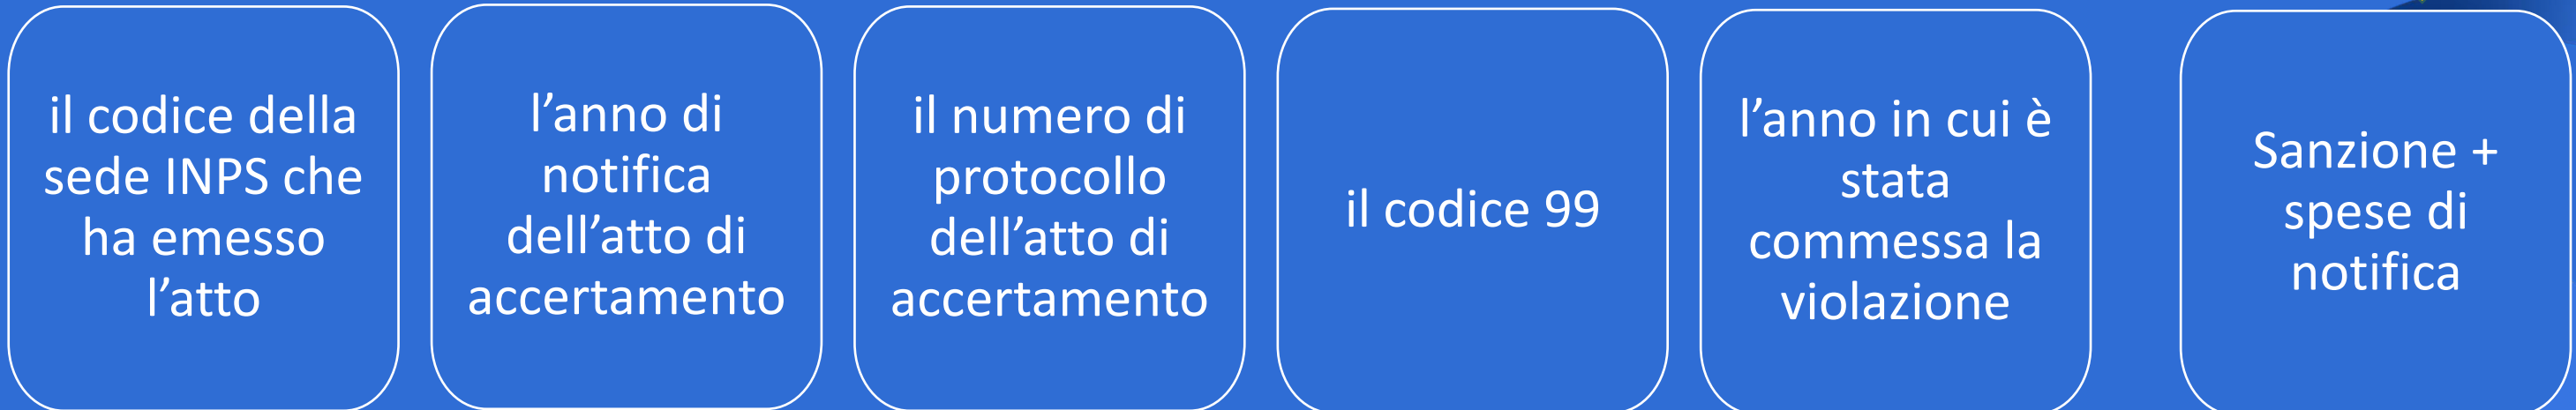 il codice della
sede INPS che
ha emesso
l’atto
l’anno di
notifica
dell’atto di
accertamento
il numero di
protocollo
dell’atto di
accertamento
il codice 99
l’anno in cui è
stata
commessa la
violazione
Sanzione +
spese di
notifica